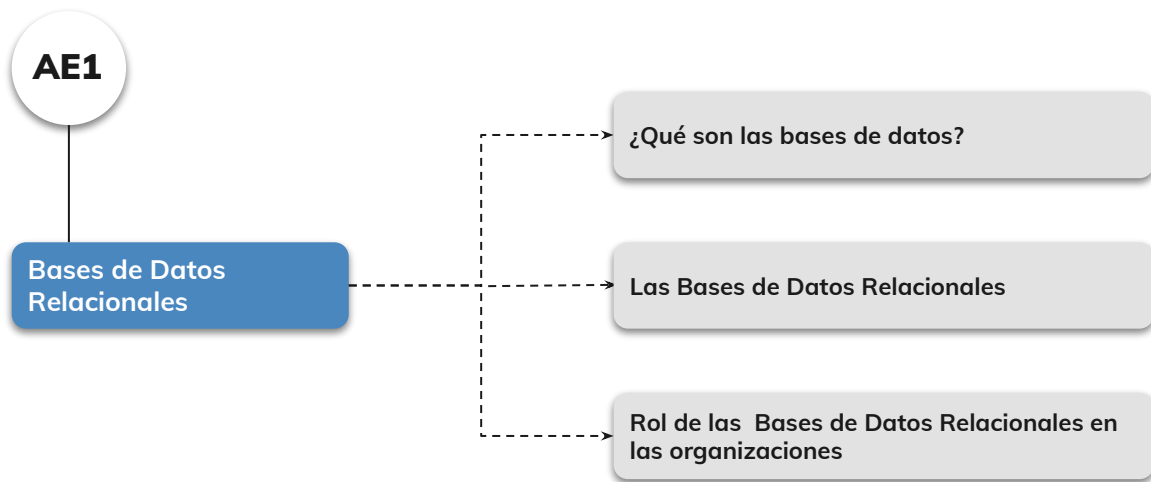 AE1
¿Qué son las bases de datos?
Bases de Datos
Relacionales
Las Bases de Datos Relacionales
Rol de las  Bases de Datos Relacionales en
las organizaciones